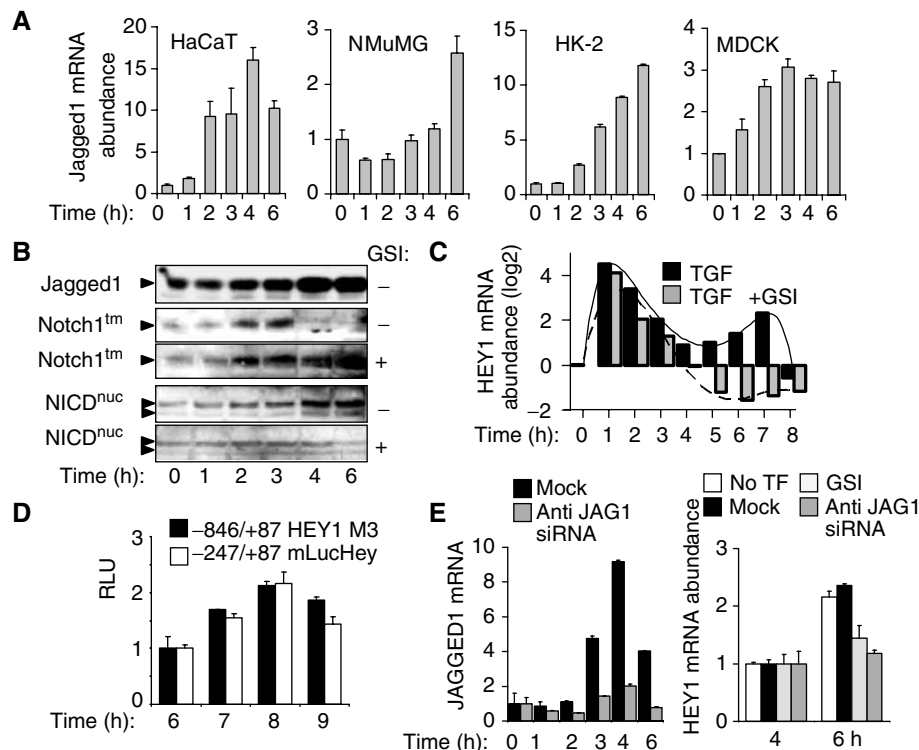 A
Jagged1 mRNA
abundance
HaCaT
NMuMG
HK-2
MDCK
20
15
10
5
0
3
2
1
0
15
10
5
0
4
3
2
1
0
Time (h): 0 1 2 3 4 6 0 1 2 3 4 6 0 1 2 3 4 6 0 1 2 3 4 6
B
GSI:
Jagged1 –
Notch1tm –
Notch1tm +
NICDnuc –
NICDnuc +
Time (h): 0 1 2 3 4 6
C
HEY1 mRNA
abundance (log2)
TGF
TGF +GSI
4
2
0
–2
Time (h): 0 1 2 3 4 5 6 7 8
D
–846/+87 HEY1 M3
–247/+87 mLucHey
RLU
3
2
1
0
Time (h): 6 7 8 9
E
Mock
Anti JAG1
siRNA
JAGGED1 mRNA
10
8
6
4
2
0
Time (h): 0 1 2 3 4 6
No TF
GSI
Mock
Anti JAG1
siRNA
HEY1 mRNA abundance
3
2
1
0
4 6 h